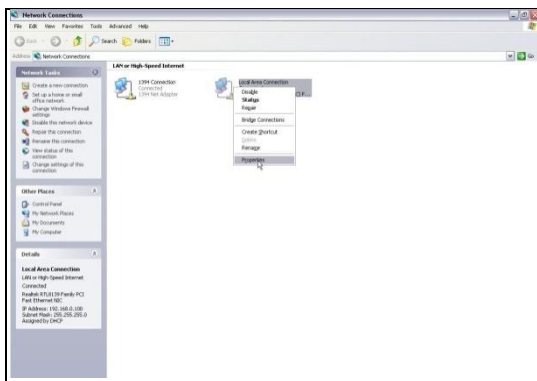 Network Connections
File Edit View Favorites Tools Advanced Help
Back Search Folders
Address Network Connections Go
LAN or High-Speed Internet
Network Tasks
Create a new connection
Set up a home or small
office network
Change Windows Firewall
settings
Disable this network device
Repair this connection
Rename this connection
View status of this
connection
Change settings of this
connection
1394 Connection
Connected
1394 Net Adapter
Local Area Connection
Disable
Status
Repair
Bridge Connections
Create Shortcut
Delete
Rename
Properties
Other Places
Control Panel
My Network Places
My Documents
My Computer
Details
Local Area Connection
LAN or High-Speed Internet
Connected
Realtek RTL8139 Family PCI
Fast Ethernet NIC
IP Address: 192.168.0.100
Subnet Mask: 255.255.255.0
Assigned by DHCP